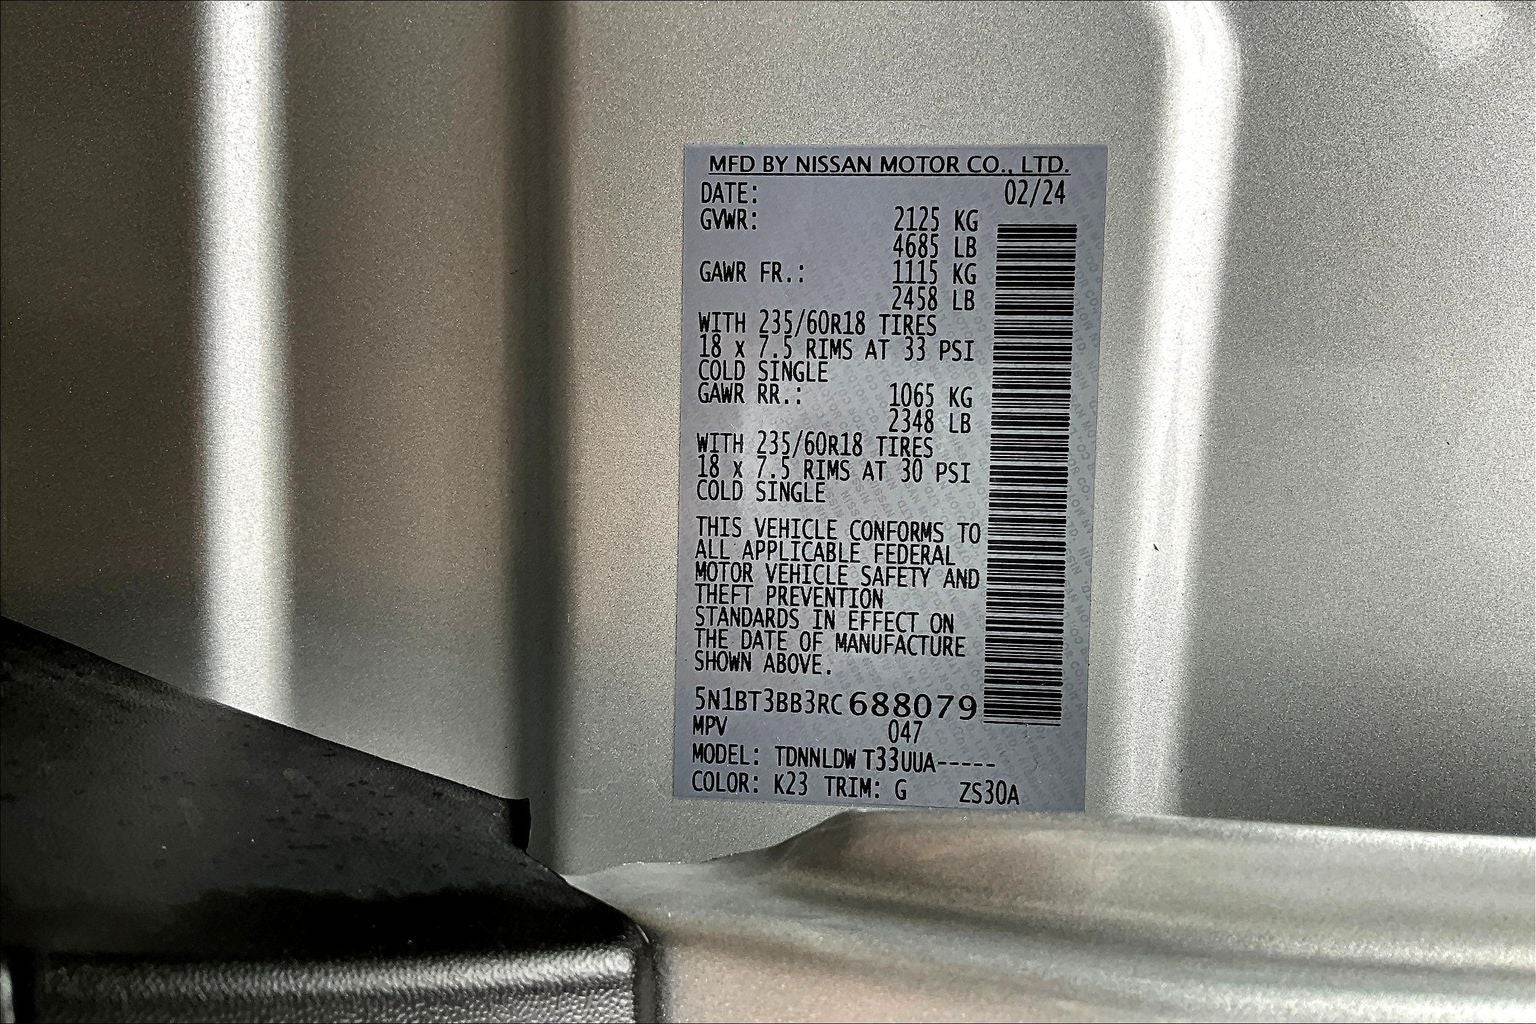 MFD BY NISSAN MOTOR CO., LTD.
DATE: 02/24
GVWR: 2125 KG
4685 LB
GAWR FR.: 1115 KG
2458 LB
WITH 235/60R18 TIRES
18 x 7.5 RIMS AT 33 PSI
COLD SINGLE
GAWR RR.: 1065 KG
2348 LB
WITH 235/60R18 TIRES
18 x 7.5 RIMS AT 30 PSI
COLD SINGLE
THIS VEHICLE CONFORMS TO
ALL APPLICABLE FEDERAL
MOTOR VEHICLE SAFETY AND
THEFT PREVENTION
STANDARDS IN EFFECT ON
THE DATE OF MANUFACTURE
SHOWN ABOVE.
5N1BT3BB3RC688079
MPV 047
MODEL: TDNNLDW T33UUA-----
COLOR: K23 TRIM: G ZS30A